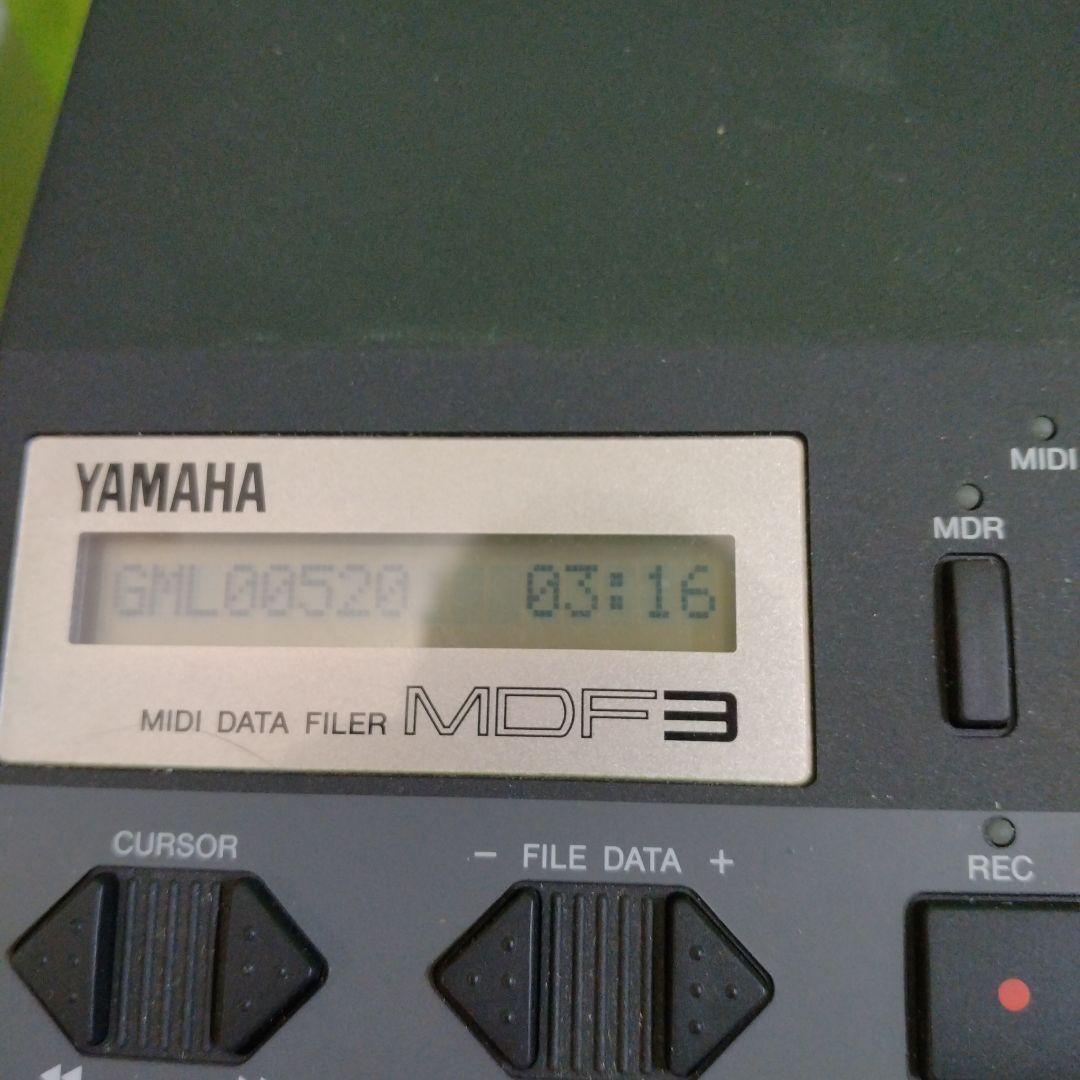 MIDI
YAMAHA
MDR
GML00520 03:16
MIDI DATA FILER MDF3
CURSOR
– FILE DATA +
REC